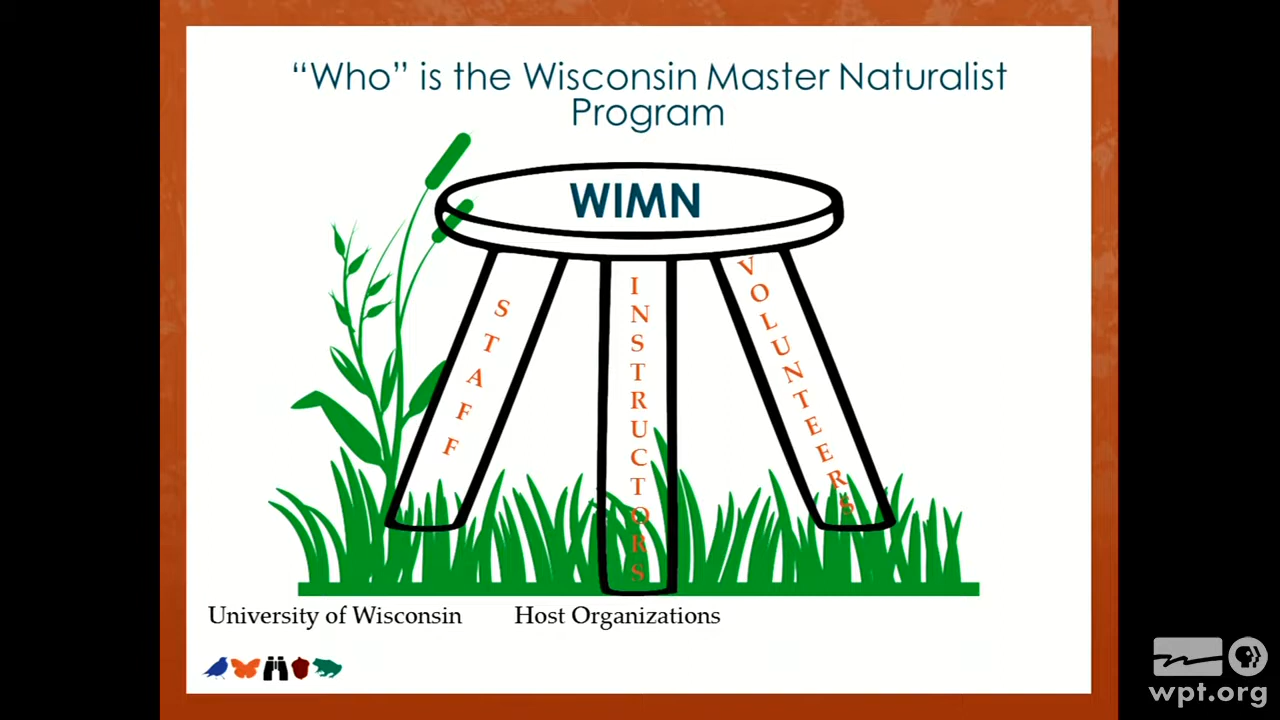 “Who” is the Wisconsin Master Naturalist
Program
WIMN
STAFF
INSTRUCTORS
VOLUNTEERS
University of Wisconsin
Host Organizations
wpt.org